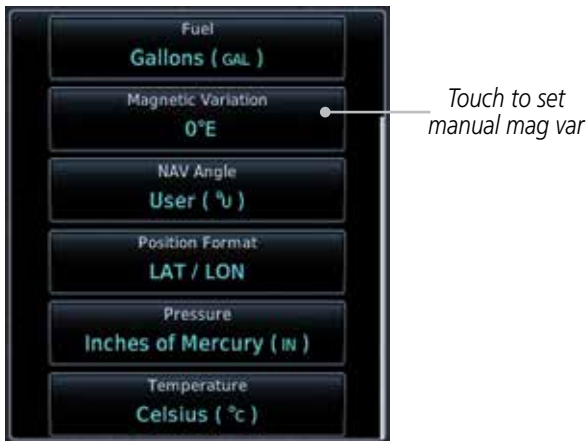 Fuel
Gallons ( GAL )
Magnetic Variation
0°E
Touch to set
manual mag var
NAV Angle
User ( °U )
Position Format
LAT / LON
Pressure
Inches of Mercury ( IN )
Temperature
Celsius ( °C )